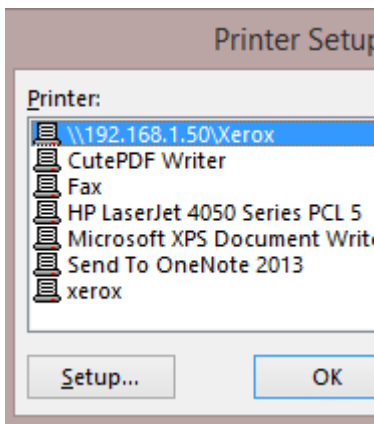 Printer Setup
Printer:
\\192.168.1.50\Xerox
CutePDF Writer
Fax
HP LaserJet 4050 Series PCL 5
Microsoft XPS Document Write
Send To OneNote 2013
xerox
Setup... OK